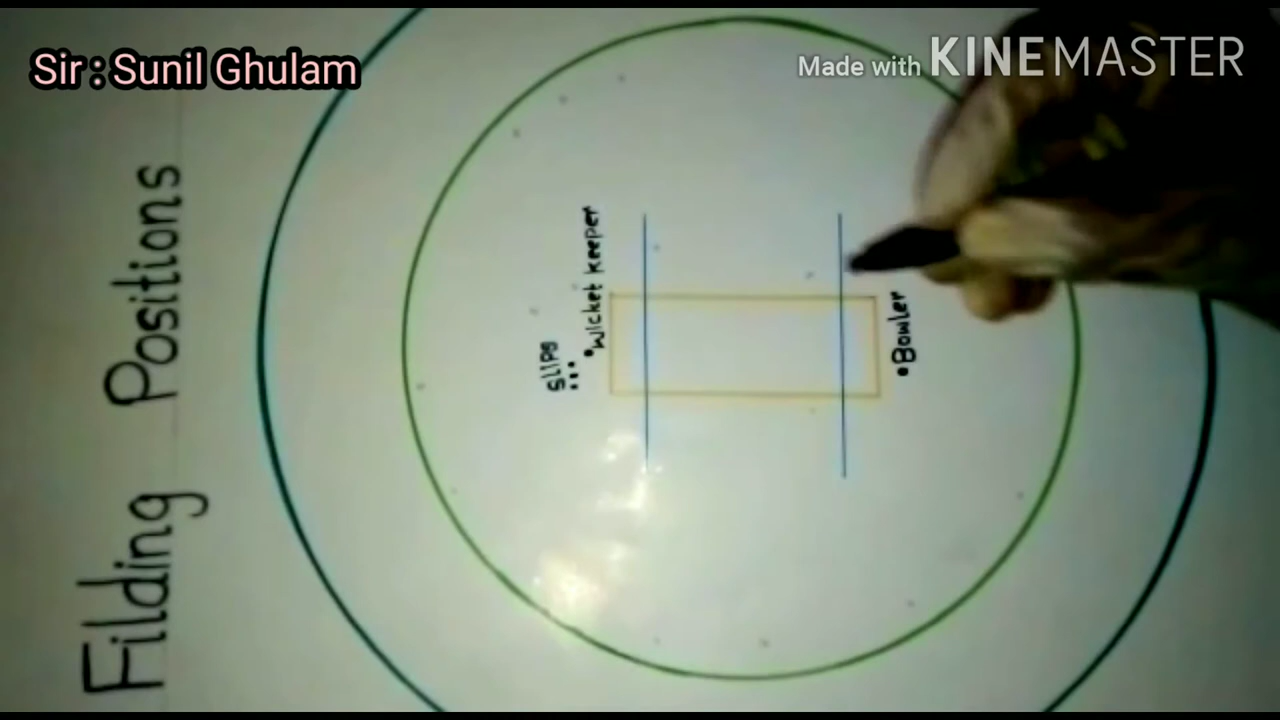 Sir : Sunil Ghulam
Made with KINEMASTER
Filding Positions
Slips
Wicket keeper
Bowler